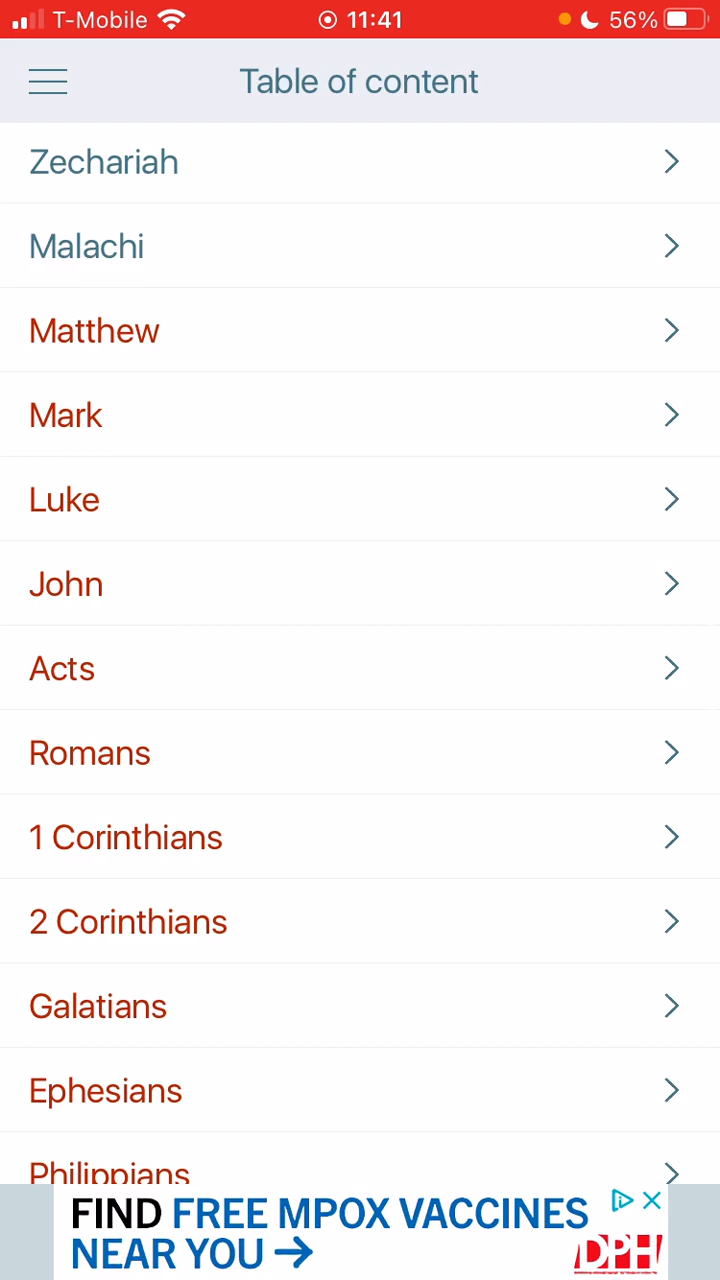 T-Mobile 11:41 56%
Table of content
Zechariah
Malachi
Matthew
Mark
Luke
John
Acts
Romans
1 Corinthians
2 Corinthians
Galatians
Ephesians
Philippians
FIND FREE MPOX VACCINES
NEAR YOU →
DPH